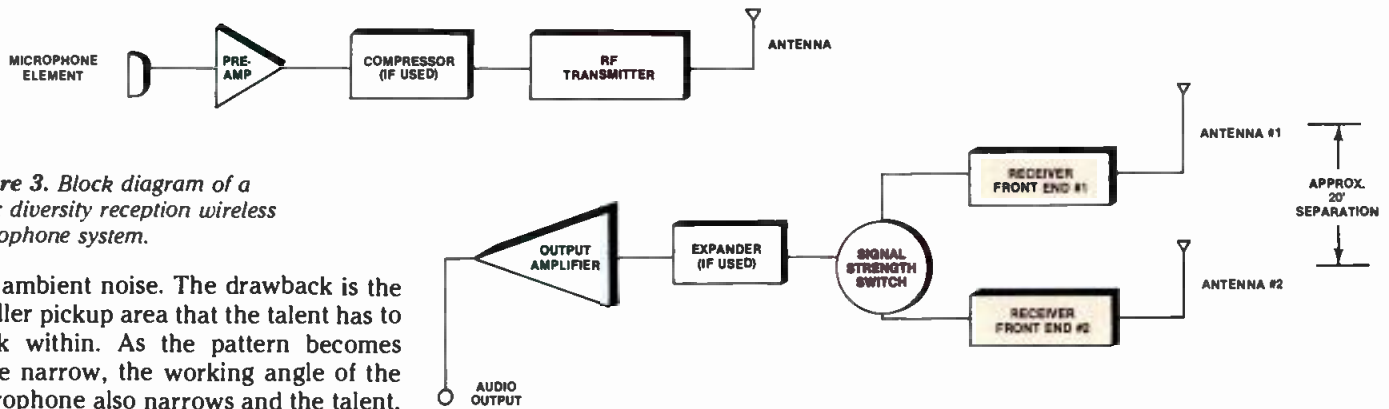 MICROPHONE
ELEMENT
PRE-
AMP
COMPRESSOR
(IF USED)
RF
TRANSMITTER
ANTENNA
ANTENNA #1
RECEIVER
FRONT END #1
APPROX.
20'
SEPARATION
re 3. Block diagram of a
diversity reception wireless
ophone system.
OUTPUT
AMPLIFIER
EXPANDER
(IF USED)
SIGNAL
STRENGTH
SWITCH
ANTENNA #2
RECEIVER
FRONT END #2
ambient noise. The drawback is the
ller pickup area that the talent has to
k within. As the pattern becomes
e narrow, the working angle of the
rophone also narrows and the talent,
AUDIO
OUTPUT